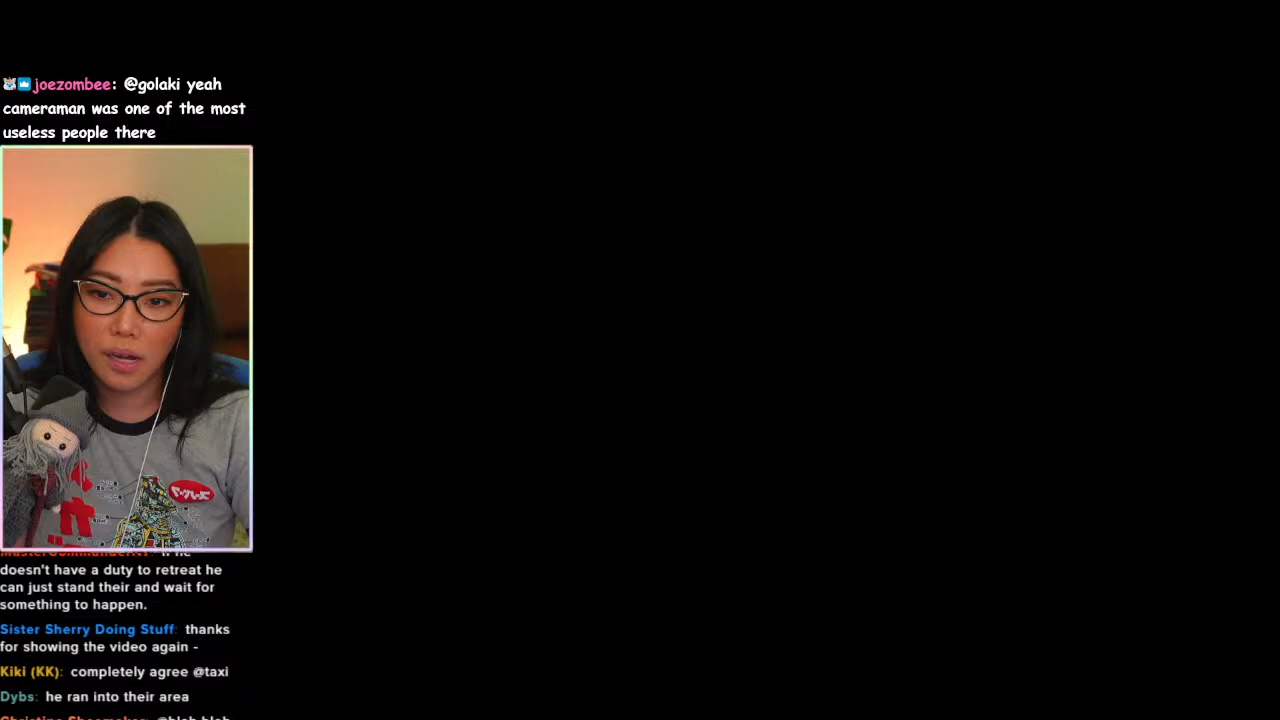 joezombee: @golaki yeah
cameraman was one of the most
useless people there
doesn't have a duty to retreat he
can just stand their and wait for
something to happen.
Sister Sherry Doing Stuff: thanks
for showing the video again -
Kiki (KK): completely agree @taxi
Dybs: he ran into their area